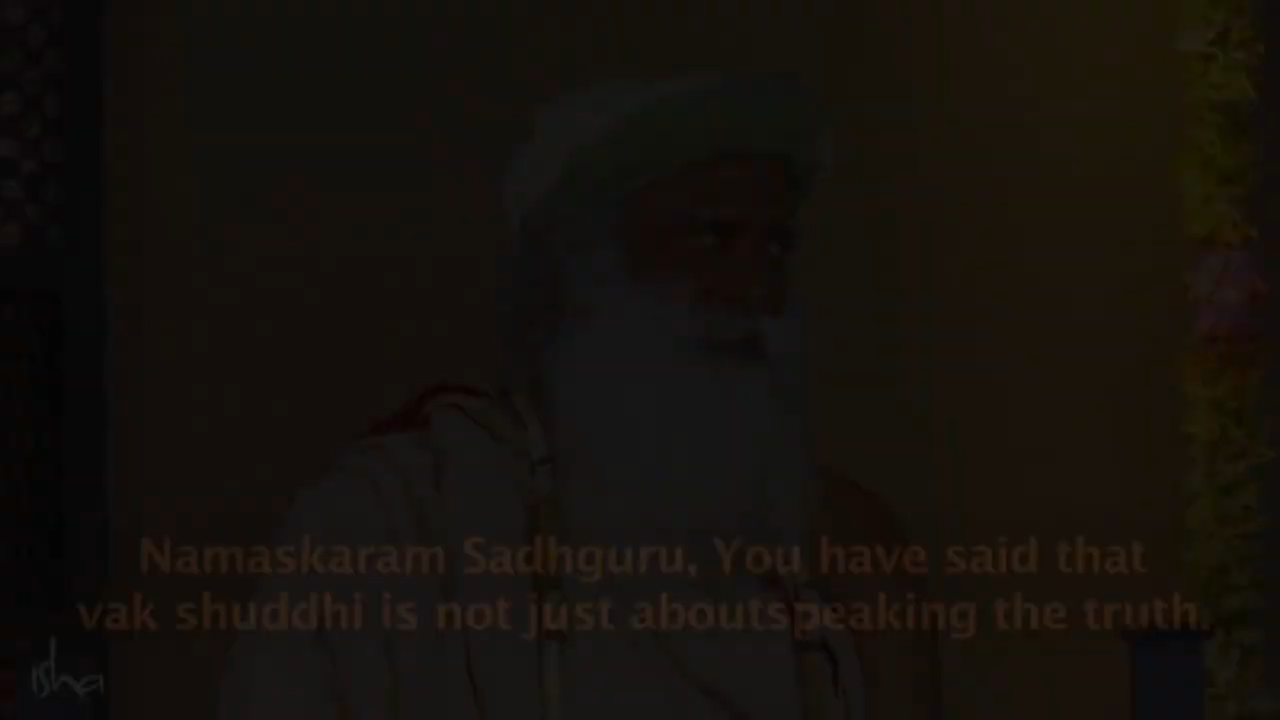 Namaskaram Sadhguru, You have said that
vak shuddhi is not just aboutspeaking the truth.
isha